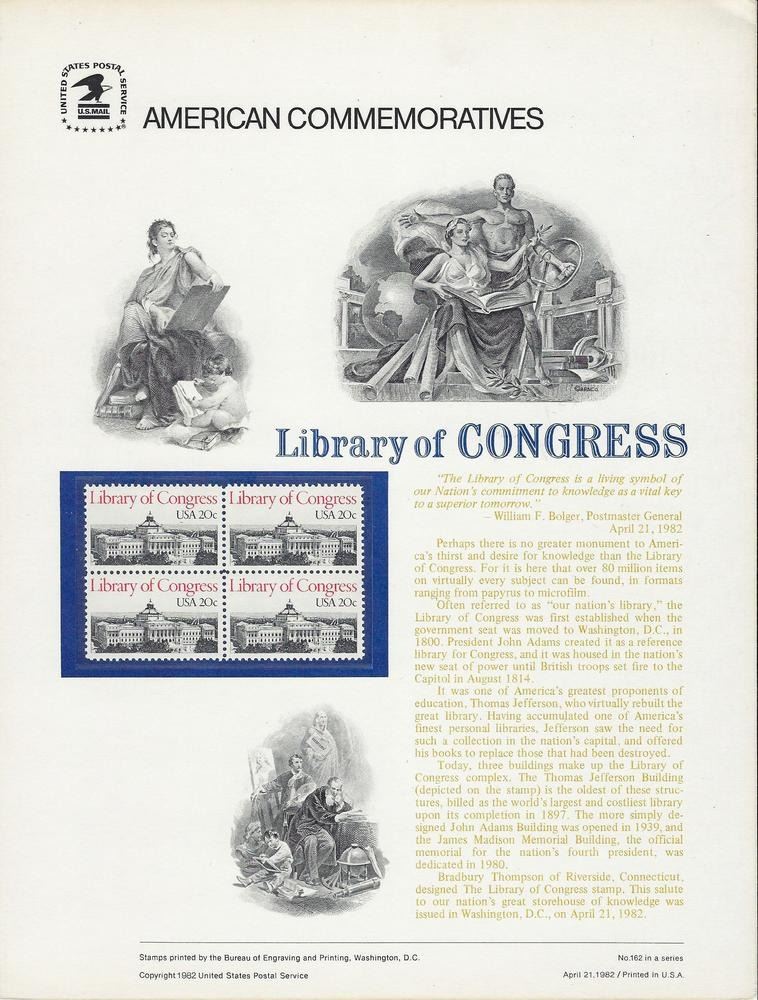 UNITED STATES POSTAL SERVICE
U.S.MAIL
AMERICAN COMMEMORATIVES
Library of CONGRESS
Library of Congress
USA 20c
Library of Congress
USA 20c
Library of Congress
USA 20c
Library of Congress
USA 20c
"The Library of Congress is a living symbol of
our Nation's commitment to knowledge as a vital key
to a superior tomorrow."
– William F. Bolger, Postmaster General
April 21, 1982
Perhaps there is no greater monument to Ameri-
ca's thirst and desire for knowledge than the Library
of Congress. For it is here that over 80 million items
on virtually every subject can be found, in formats
ranging from papyrus to microfilm.
Often referred to as "our nation's library," the
Library of Congress was first established when the
government seat was moved to Washington, D.C., in
1800. President John Adams created it as a reference
library for Congress, and it was housed in the nation's
new seat of power until British troops set fire to the
Capitol in August 1814.
It was one of America's greatest proponents of
education, Thomas Jefferson, who virtually rebuilt the
great library. Having accumulated one of America's
finest personal libraries, Jefferson saw the need for
such a collection in the nation's capital, and offered
his books to replace those that had been destroyed.
Today, three buildings make up the Library of
Congress complex. The Thomas Jefferson Building
(depicted on the stamp) is the oldest of these struc-
tures, billed as the world's largest and costliest library
upon its completion in 1897. The more simply de-
signed John Adams Building was opened in 1939, and
the James Madison Memorial Building, the official
memorial for the nation's fourth president, was
dedicated in 1980.
Bradbury Thompson of Riverside, Connecticut,
designed The Library of Congress stamp. This salute
to our nation's great storehouse of knowledge was
issued in Washington, D.C., on April 21, 1982.
Stamps printed by the Bureau of Engraving and Printing, Washington, D.C.
No.162 in a series
Copyright 1982 United States Postal Service
April 21, 1982 / Printed in U.S.A.